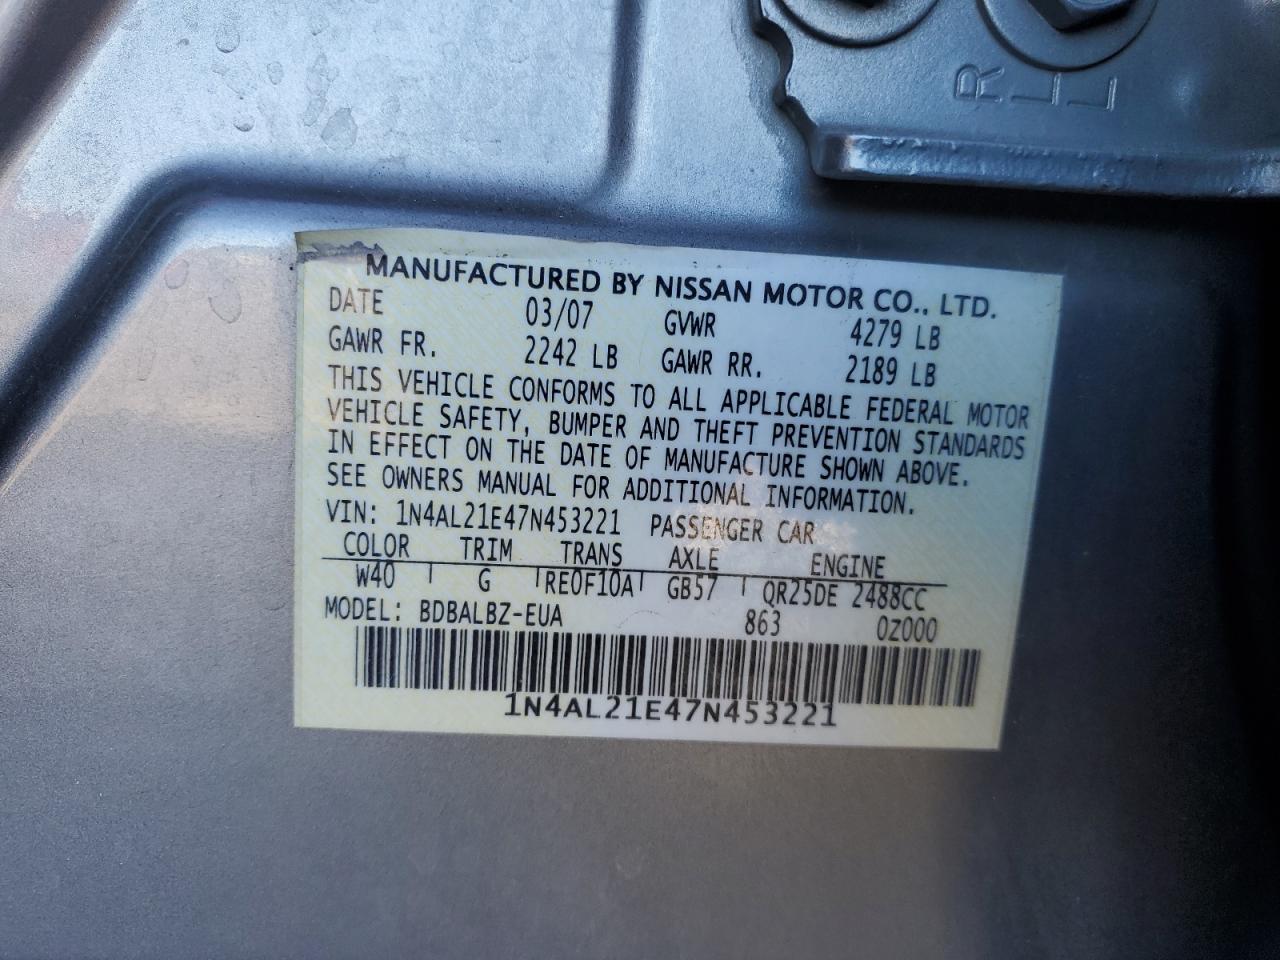 R L L
MANUFACTURED BY NISSAN MOTOR CO., LTD.
DATE 03/07 GVWR 4279 LB
GAWR FR. 2242 LB GAWR RR. 2189 LB
THIS VEHICLE CONFORMS TO ALL APPLICABLE FEDERAL MOTOR
VEHICLE SAFETY, BUMPER AND THEFT PREVENTION STANDARDS
IN EFFECT ON THE DATE OF MANUFACTURE SHOWN ABOVE.
SEE OWNERS MANUAL FOR ADDITIONAL INFORMATION.
VIN: 1N4AL21E47N453221 PASSENGER CAR
COLOR TRIM TRANS AXLE ENGINE
W40 G RE0F10A GB57 QR25DE 2488CC
MODEL: BDBALBZ-EUA 863 0Z000
1N4AL21E47N453221